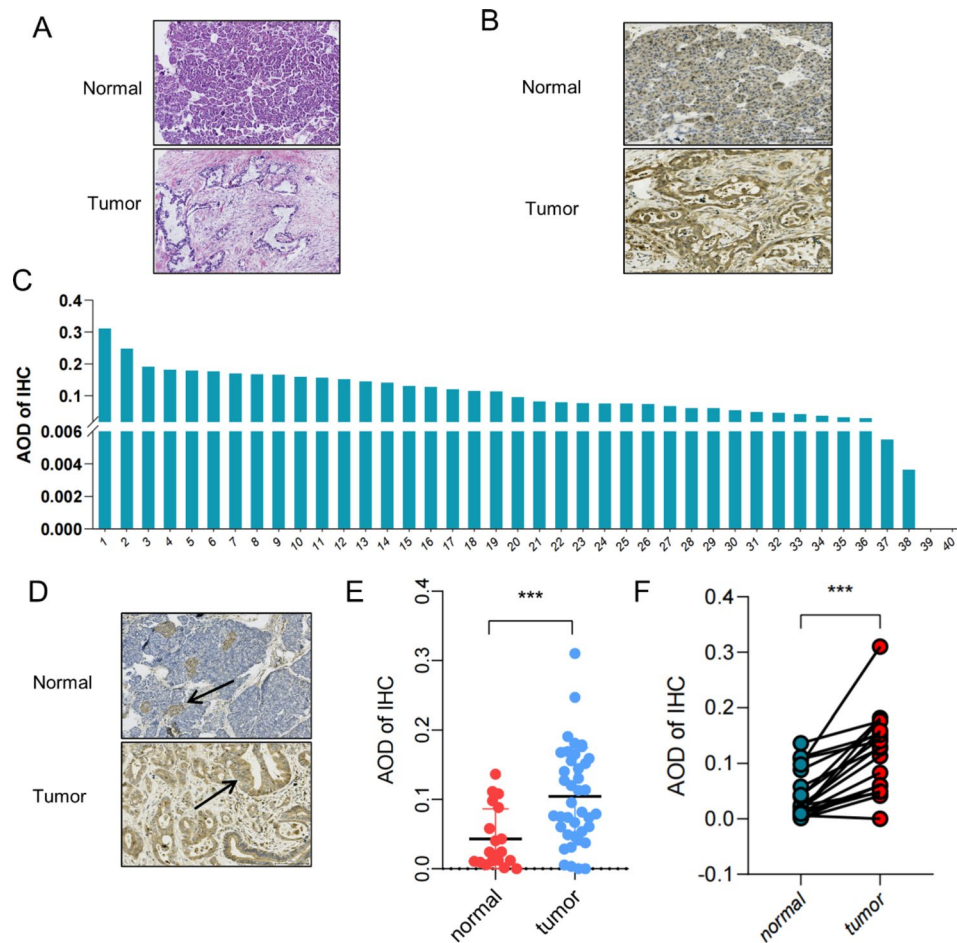 A
Normal
Tumor
B
Normal
Tumor
C
AOD of IHC
0.4
0.3
0.2
0.1
0.006
0.004
0.002
0.000
1 2 3 4 5 6 7 8 9 10 11 12 13 14 15 16 17 18 19 20 21 22 23 24 25 26 27 28 29 30 31 32 33 34 35 36 37 38 39 40
D
Normal
Tumor
E
AOD of IHC
0.4
0.3
0.2
0.1
0.0
***
normal
tumor
F
AOD of IHC
0.4
0.3
0.2
0.1
0.0
-0.1
***
normal
tumor